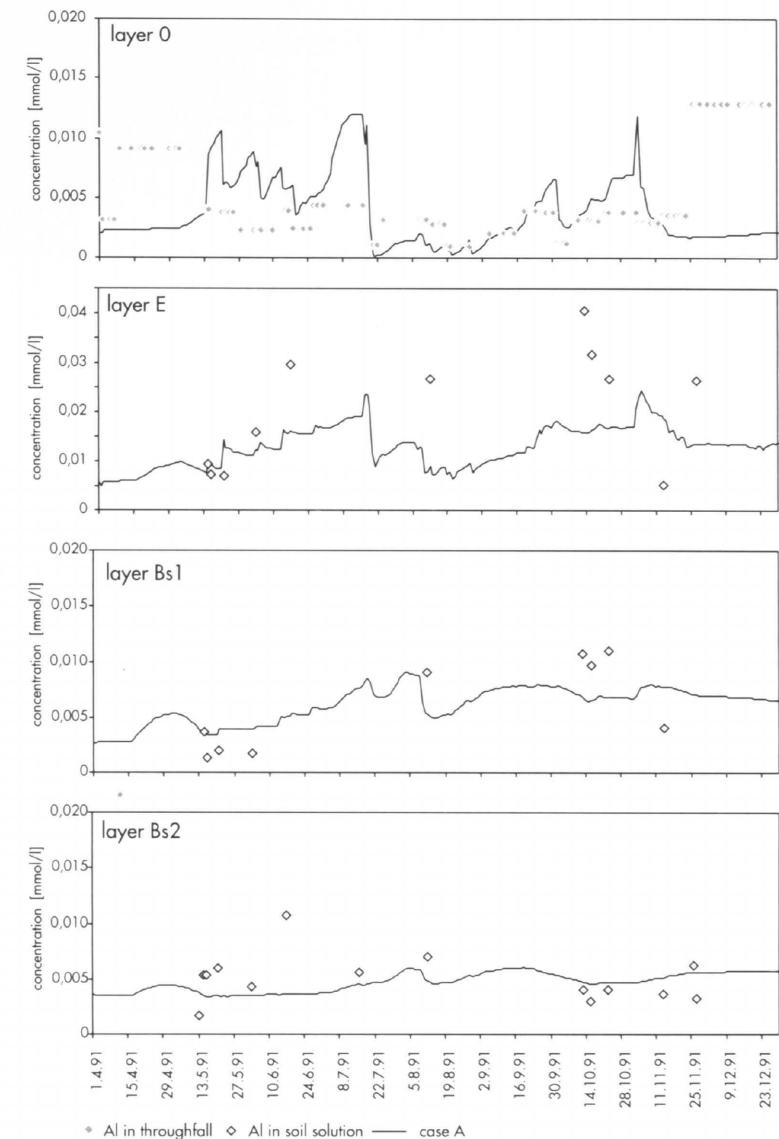 layer 0
concentration [mmol/l]
0,020
0,015
0,010
0,005
0
layer E
concentration [mmol/l]
0,04
0,03
0,02
0,01
0
layer Bs1
concentration [mmol/l]
0,020
0,015
0,010
0,005
0
layer Bs2
concentration [mmol/l]
0,020
0,015
0,010
0,005
0
1.4.91 15.4.91 29.4.91 13.5.91 27.5.91 10.6.91 24.6.91 8.7.91 22.7.91 5.8.91 19.8.91 2.9.91 16.9.91 30.9.91 14.10.91 28.10.91 11.11.91 25.11.91 9.12.91 23.12.91
Al in throughfall Al in soil solution case A